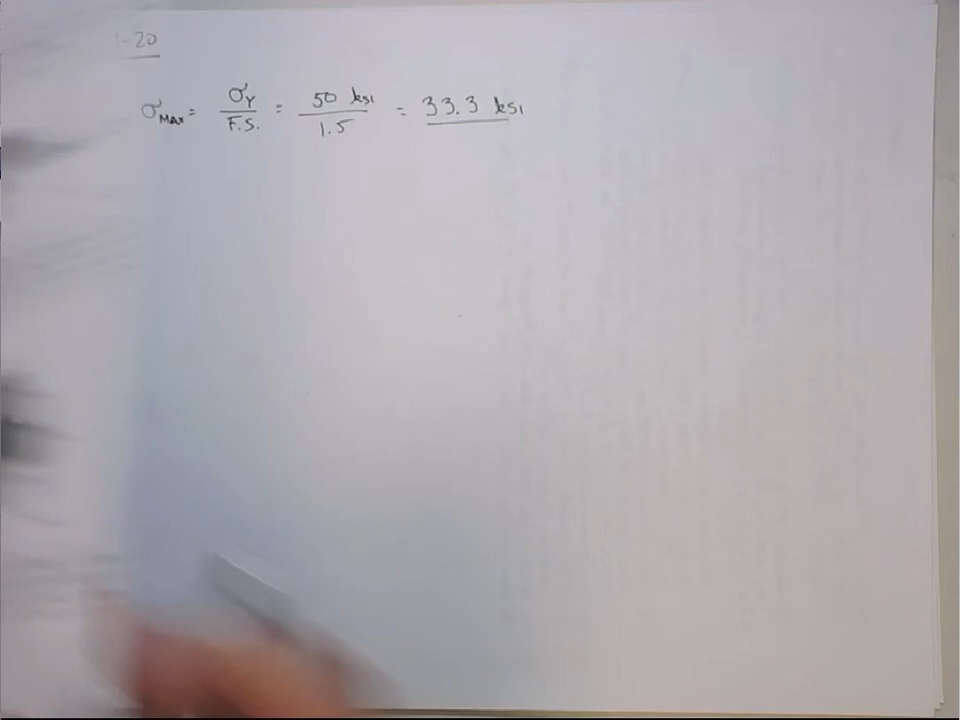 1-20
σ_MAX = σ_Y / F.S. = 50 ksi / 1.5 = 33.3 ksi